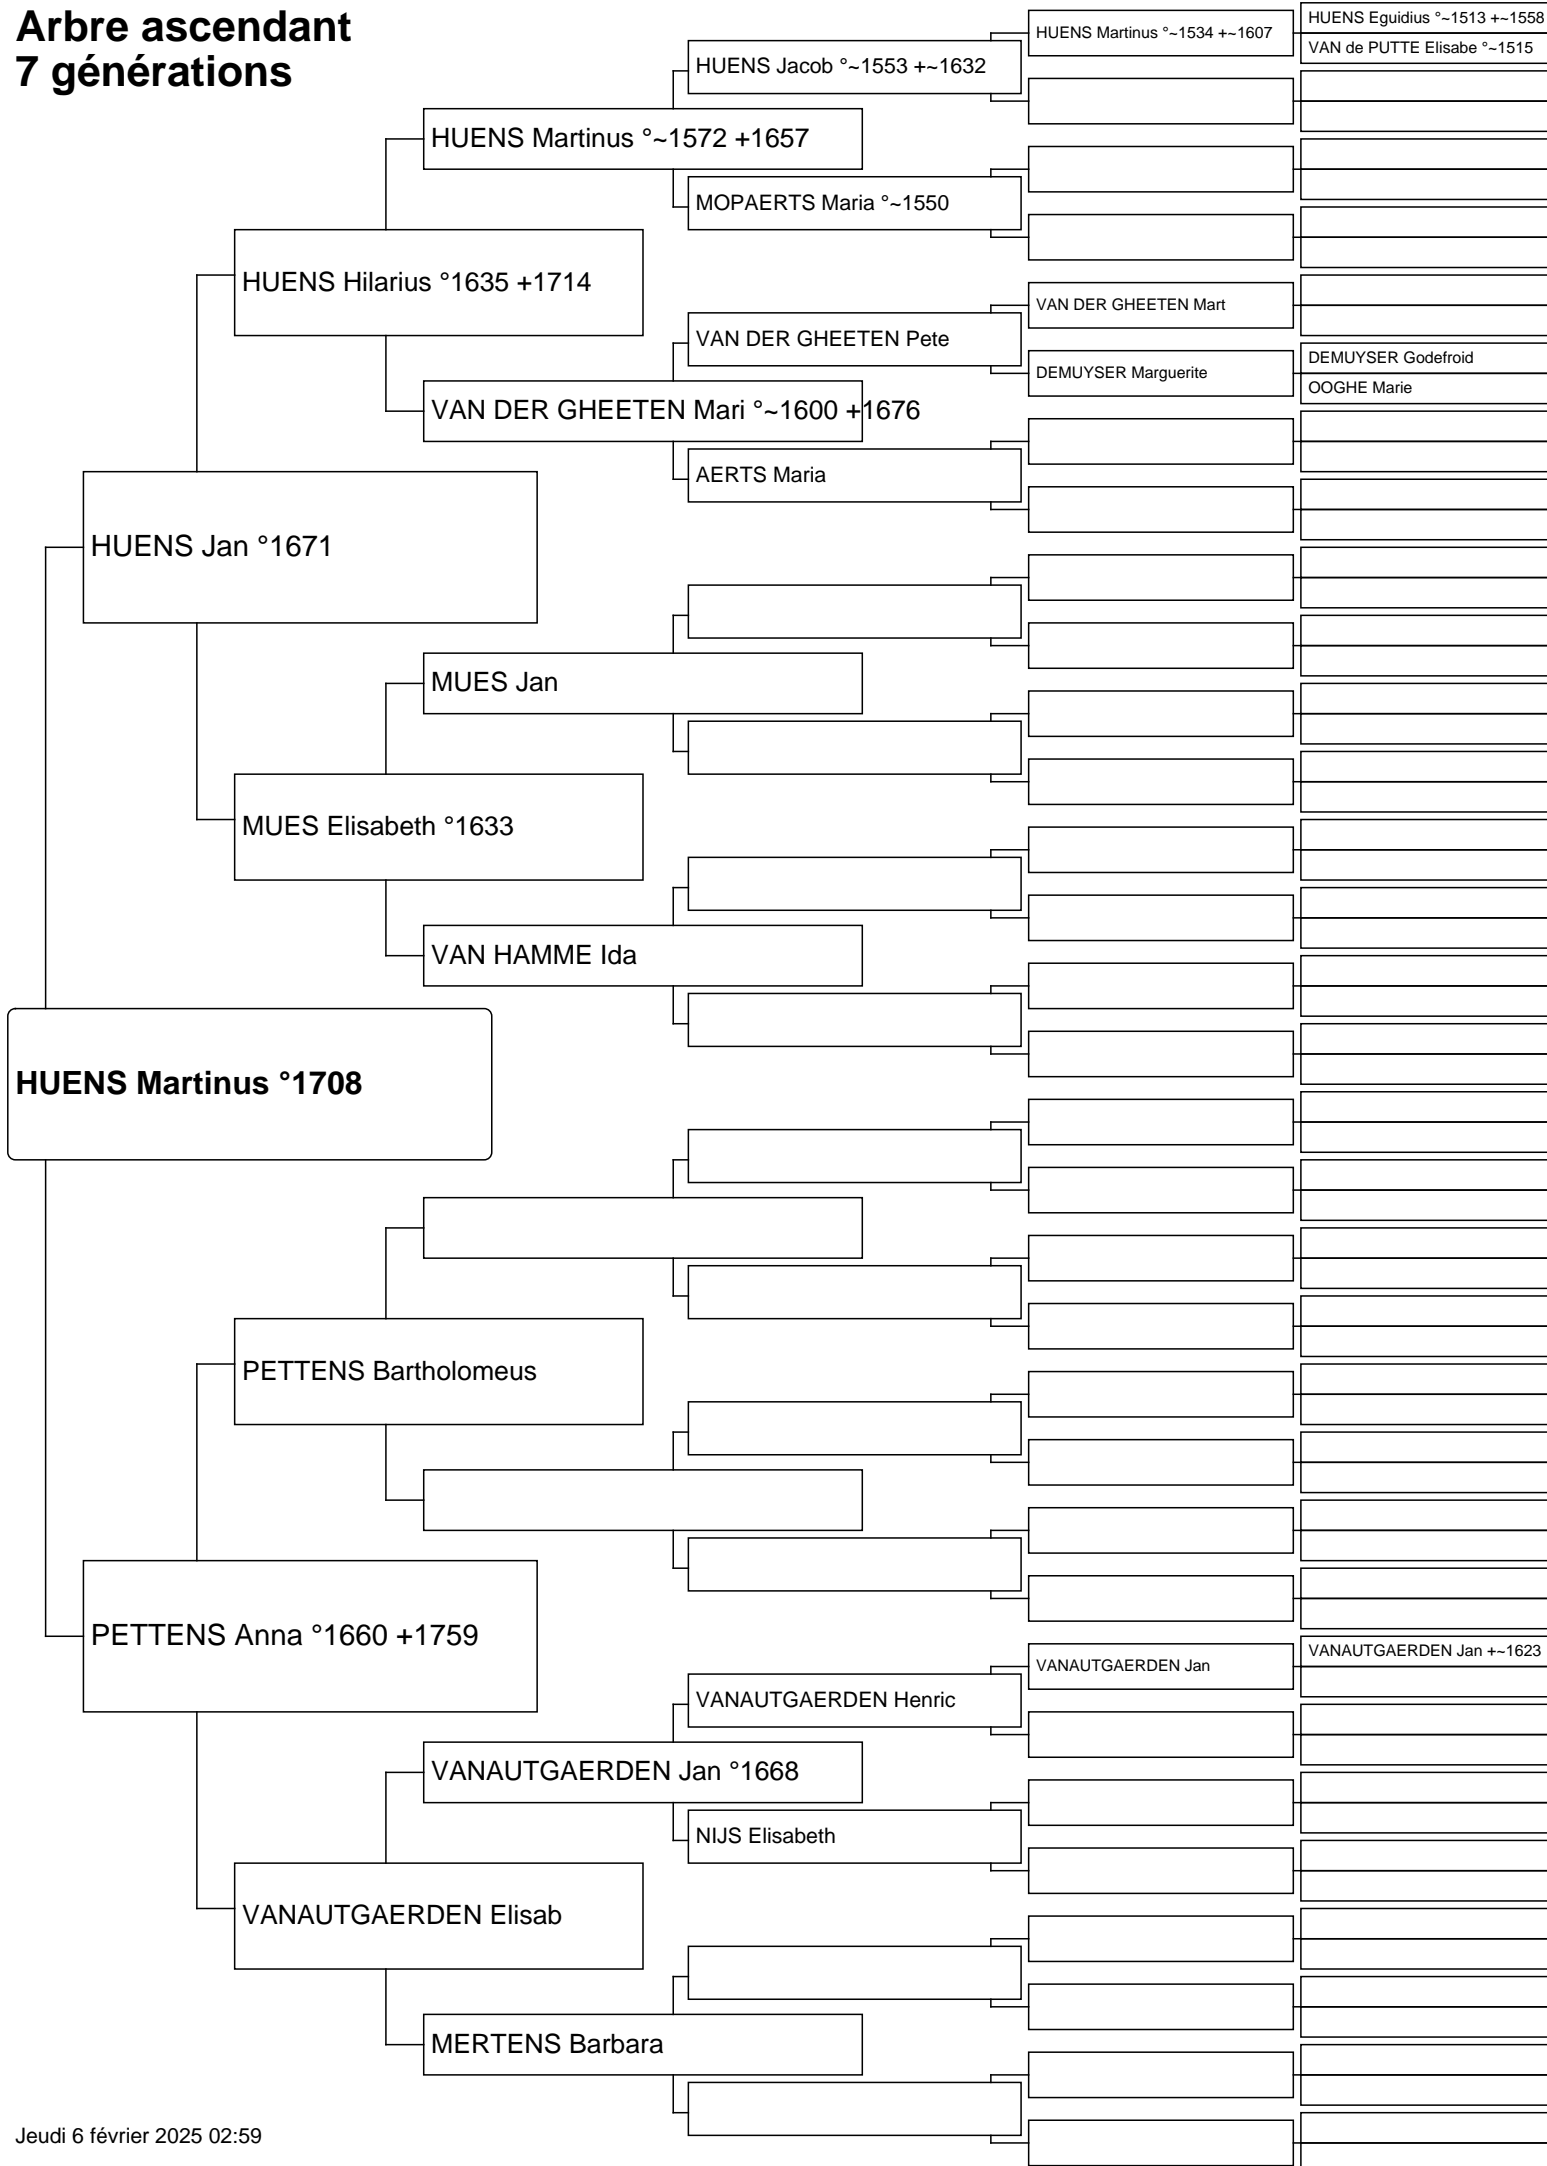 Arbre ascendant
7 générations
HUENS Martinus °1708
HUENS Jan °1671
PETTENS Anna °1660 +1759
HUENS Hilarius °1635 +1714
MUES Elisabeth °1633
PETTENS Bartholomeus
VANAUTGAERDEN Elisab
HUENS Martinus °~1572 +1657
VAN DER GHEETEN Mari °~1600 +1676
MUES Jan
VAN HAMME Ida
VANAUTGAERDEN Jan °1668
MERTENS Barbara
HUENS Jacob °~1553 +~1632
MOPAERTS Maria °~1550
VAN DER GHEETEN Pete
AERTS Maria
VANAUTGAERDEN Henric
NIJS Elisabeth
HUENS Martinus °~1534 +~1607
VAN DER GHEETEN Mart
DEMUYSER Marguerite
VANAUTGAERDEN Jan
HUENS Eguidius °~1513 +~1558
VAN de PUTTE Elisabe °~1515
DEMUYSER Godefroid
OOGHE Marie
VANAUTGAERDEN Jan +~1623
Jeudi 6 février 2025 02:59